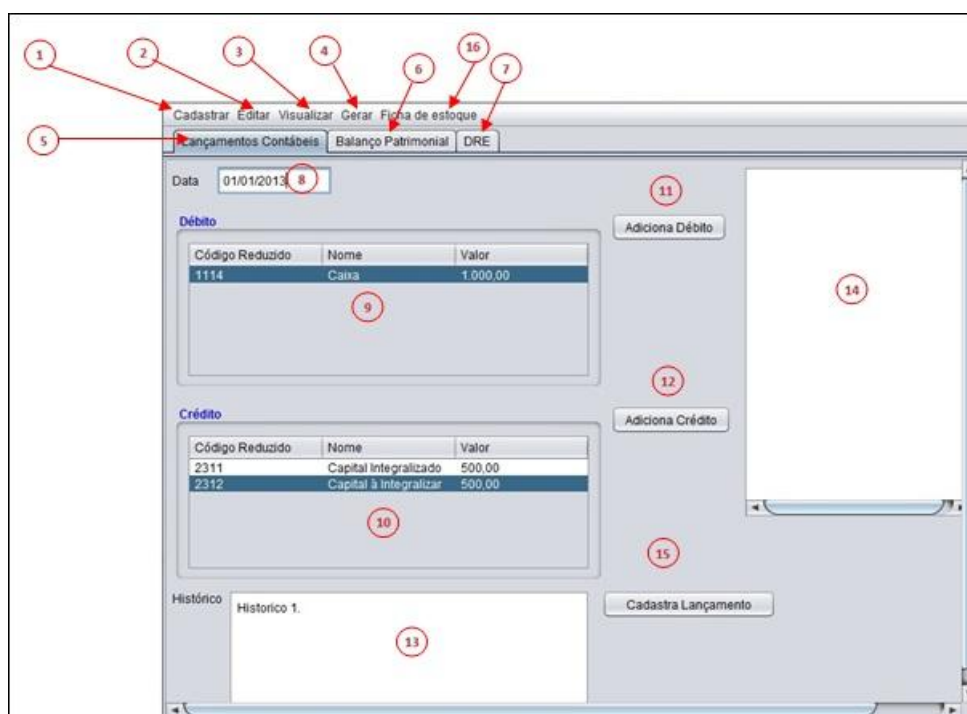 1 2 3 4 6 16 7
Cadastrar Editar Visualizar Gerar Ficha de estoque
5 Lançamentos Contábeis Balanço Patrimonial DRE
Data 01/01/2013 8
11
Débito
Adiciona Débito
Código Reduzido Nome Valor
1114 Caixa 1.000,00
9
14
12
Crédito
Adiciona Crédito
Código Reduzido Nome Valor
2311 Capital Integralizado 500,00
2312 Capital à Integralizar 500,00
10
15
Histórico
Cadastra Lançamento
Historico 1.
13